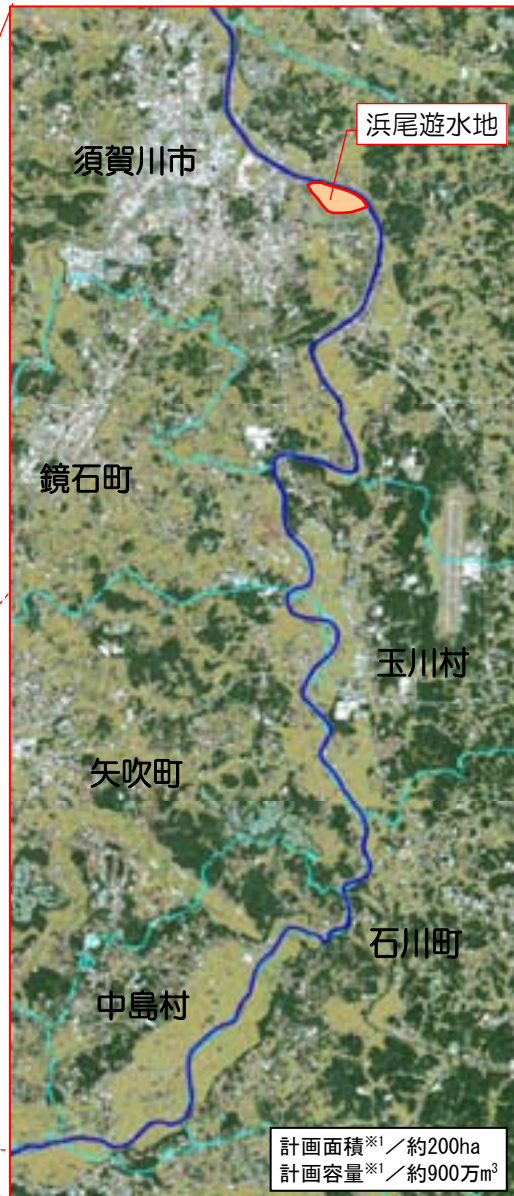 浜尾遊水地
須賀川市
鏡石町
玉川村
矢吹町
石川町
中島村
計画面積※1／約200ha
計画容量※1／約900万m³